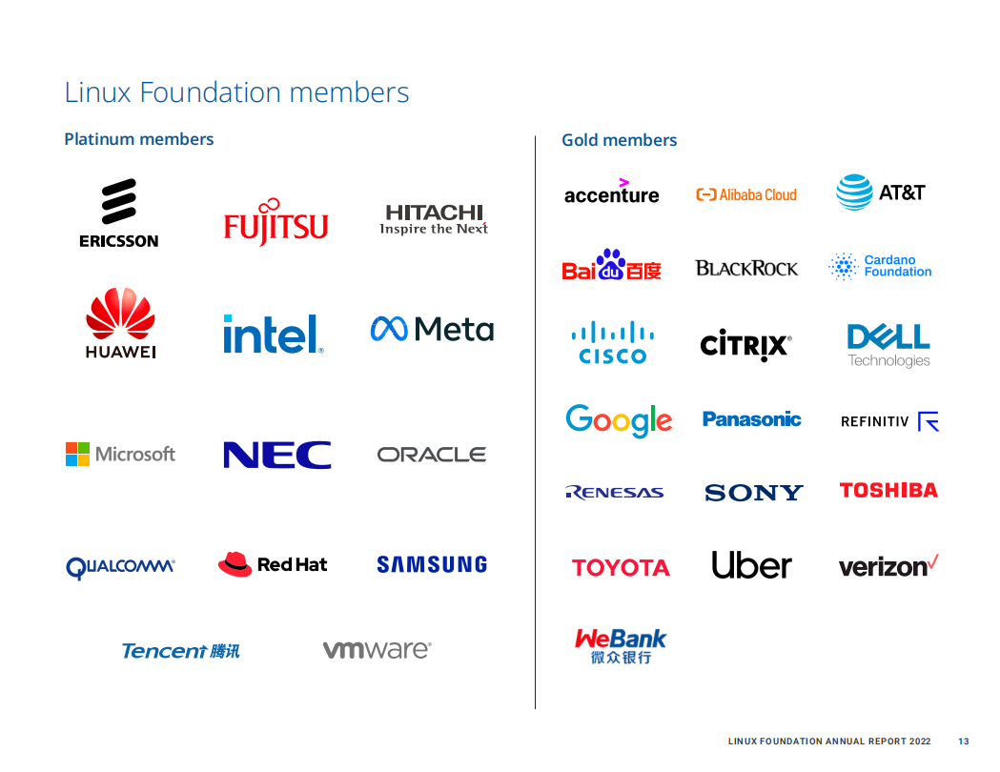 Linux Foundation members
Platinum members
ERICSSON
FUJITSU
HITACHI
Inspire the Next
HUAWEI
intel®
Meta
Microsoft
NEC
ORACLE
QUALCOMM®
Red Hat
SAMSUNG
Tencent 腾讯
vmware®
Gold members
accenture
Alibaba Cloud
AT&T
Bai du 百度
BLACKROCK
Cardano
Foundation
CISCO
CİTRIX®
DELL
Technologies
Google
Panasonic
REFINITIV
RENESAS
SONY
TOSHIBA
TOYOTA
Uber
verizon✓
WeBank
微众银行
LINUX FOUNDATION ANNUAL REPORT 2022 13